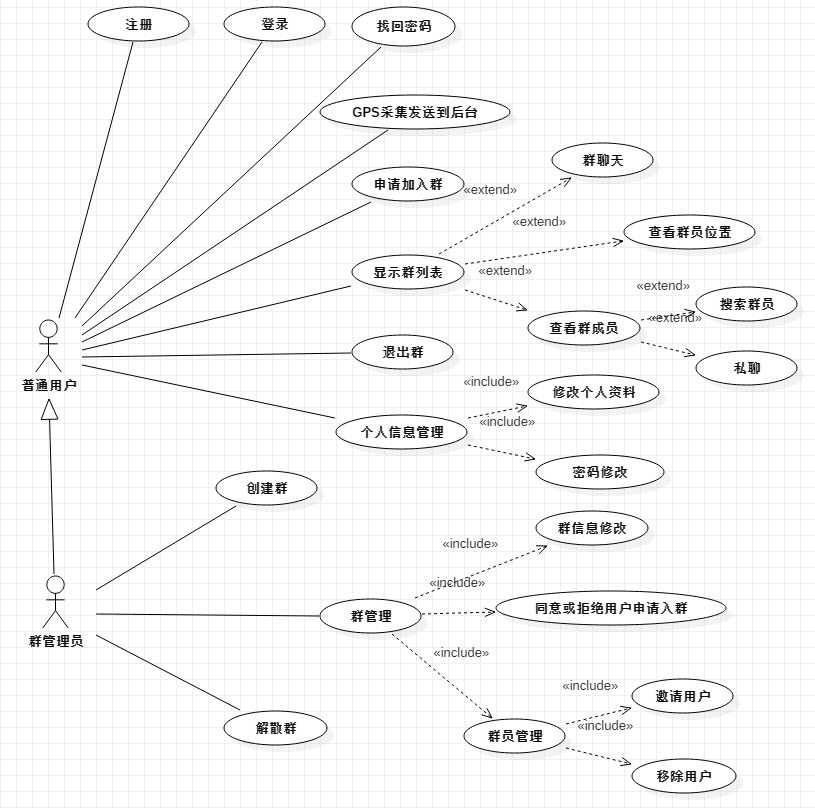 注册
登录
找回密码
GPS采集发送到后台
群聊天
申请加入群
«extend»
«extend»
查看群员位置
显示群列表
«extend»
«extend»
搜索群员
«extend»
查看群成员
退出群
私聊
普通用户
«include»
修改个人资料
«include»
个人信息管理
密码修改
创建群
群信息修改
«include»
«include»
同意或拒绝用户申请入群
群管理
群管理员
«include»
«include»
邀请用户
«include»
解散群
群员管理
移除用户